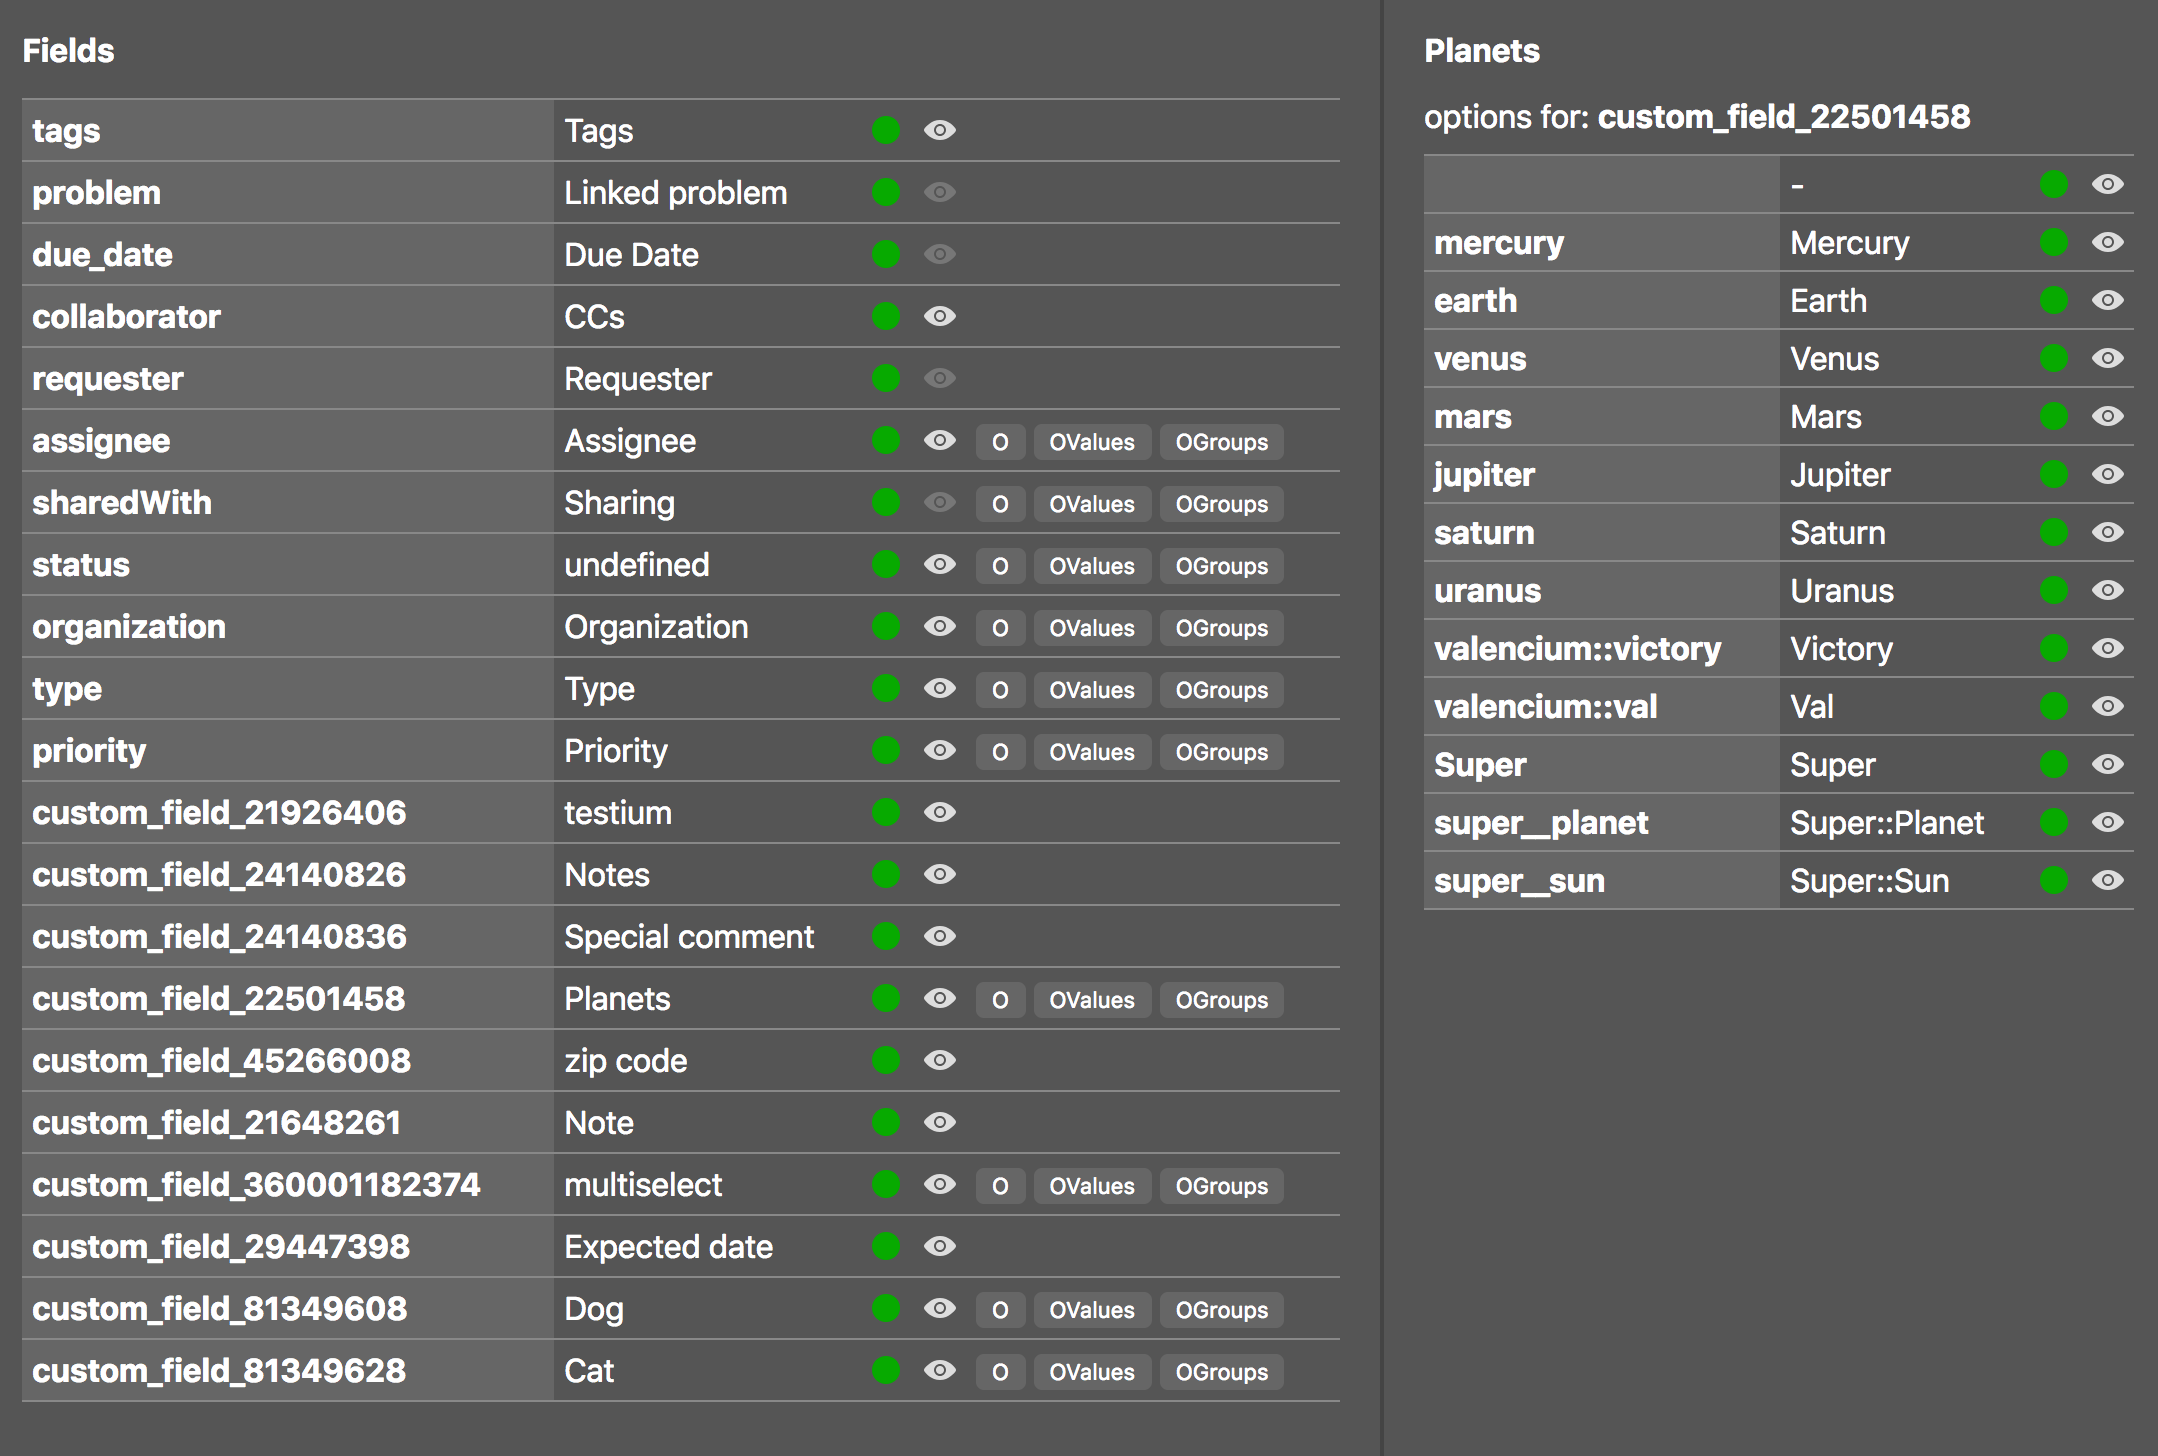 Fields
tags Tags
problem Linked problem
due_date Due Date
collaborator CCs
requester Requester
assignee Assignee O OValues OGroups
sharedWith Sharing O OValues OGroups
status undefined O OValues OGroups
organization Organization O OValues OGroups
type Type O OValues OGroups
priority Priority O OValues OGroups
custom_field_21926406 testium
custom_field_24140826 Notes
custom_field_24140836 Special comment
custom_field_22501458 Planets O OValues OGroups
custom_field_45266008 zip code
custom_field_21648261 Note
custom_field_360001182374 multiselect O OValues OGroups
custom_field_29447398 Expected date
custom_field_81349608 Dog O OValues OGroups
custom_field_81349628 Cat O OValues OGroups
Planets
options for: custom_field_22501458
-
mercury Mercury
earth Earth
venus Venus
mars Mars
jupiter Jupiter
saturn Saturn
uranus Uranus
valencium::victory Victory
valencium::val Val
Super Super
super__planet Super::Planet
super__sun Super::Sun